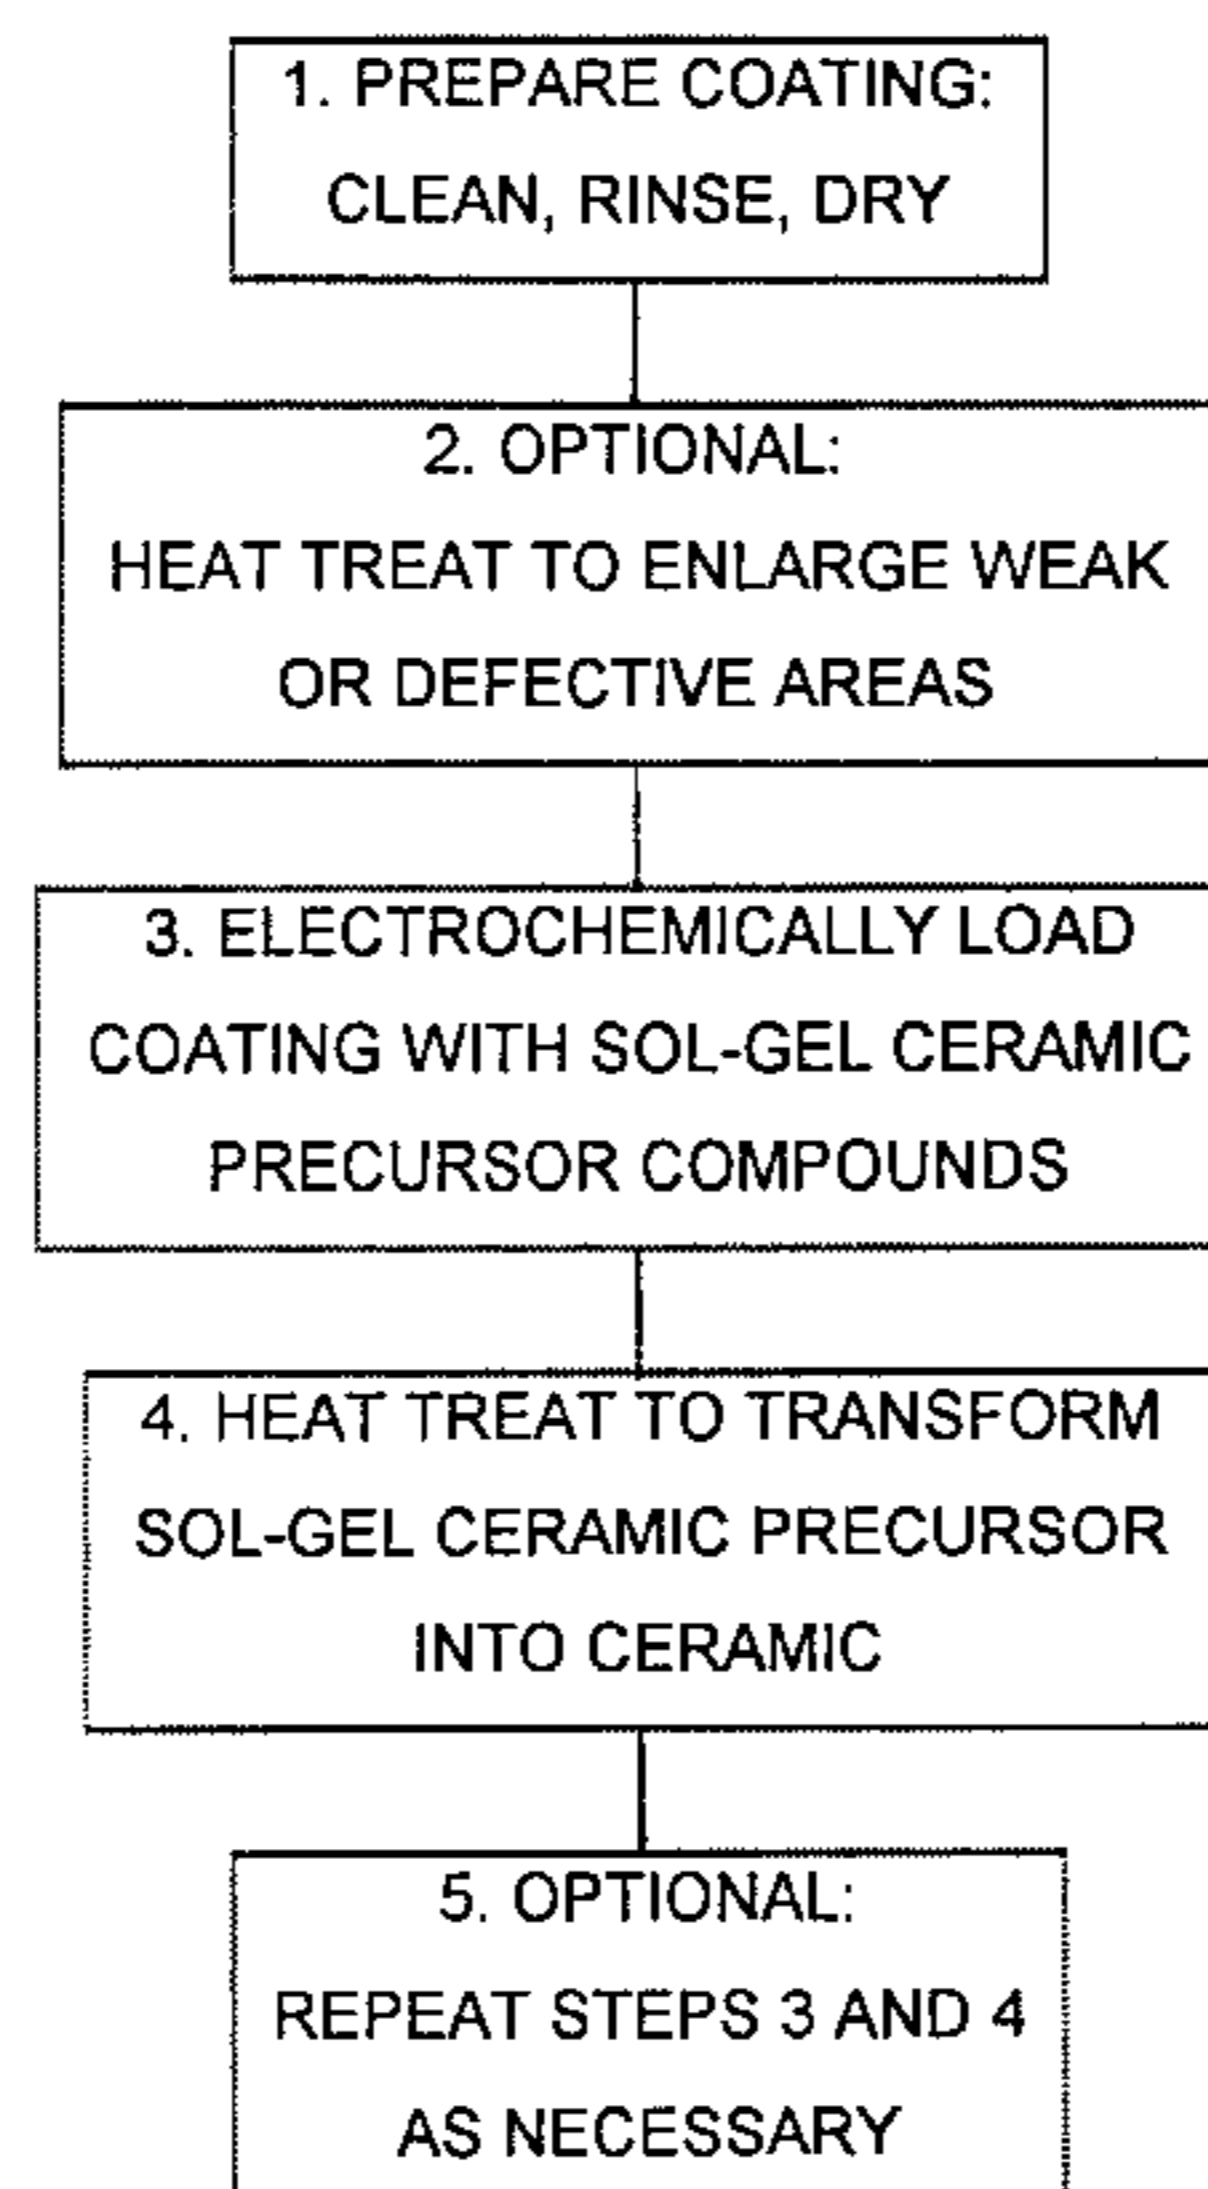 1. PREPARE COATING:
CLEAN, RINSE, DRY
2. OPTIONAL:
HEAT TREAT TO ENLARGE WEAK
OR DEFECTIVE AREAS
3. ELECTROCHEMICALLY LOAD
COATING WITH SOL-GEL CERAMIC
PRECURSOR COMPOUNDS
4. HEAT TREAT TO TRANSFORM
SOL-GEL CERAMIC PRECURSOR
INTO CERAMIC
5. OPTIONAL:
REPEAT STEPS 3 AND 4
AS NECESSARY